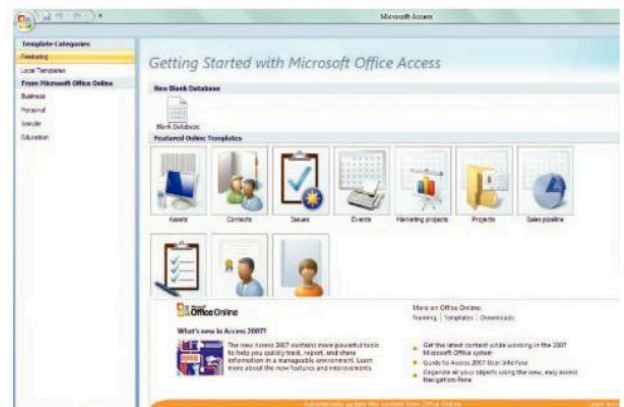 Microsoft Access
Template Categories
Featuring
Local Templates
From Microsoft Office Online
Business
Personal
Sample
Education
Getting Started with Microsoft Office Access
New Blank Database
Blank Database
Featured Online Templates
Assets
Contacts
Issues
Events
Marketing projects
Projects
Sales pipeline
Microsoft
Office Online
What's new in Access 2007?
The new Access 2007 contains more powerful tools
to help you quickly track, report, and share
information in a manageable environment. Learn
more about the new features and improvements.
More on Office Online:
Training | Templates | Downloads
Get the latest content while working in the 2007
Microsoft Office system
Guide to Access 2007 User Interface
Organize all your objects using the new, easy access
Navigation Pane
Automatically update this content from Office Online
Learn more